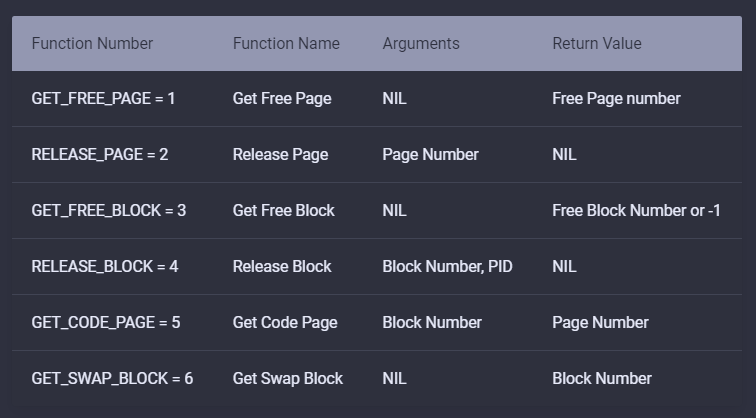 Function Number Function Name Arguments Return Value
GET_FREE_PAGE = 1 Get Free Page NIL Free Page number
RELEASE_PAGE = 2 Release Page Page Number NIL
GET_FREE_BLOCK = 3 Get Free Block NIL Free Block Number or -1
RELEASE_BLOCK = 4 Release Block Block Number, PID NIL
GET_CODE_PAGE = 5 Get Code Page Block Number Page Number
GET_SWAP_BLOCK = 6 Get Swap Block NIL Block Number